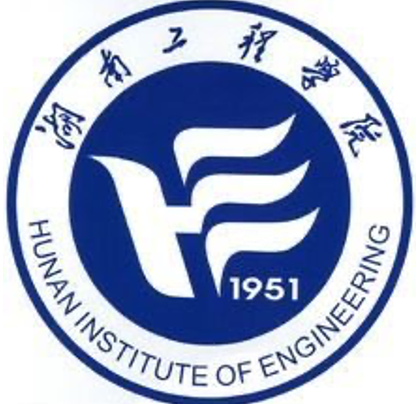 湖南工程学院
1951
HUNAN INSTITUTE OF ENGINEERING